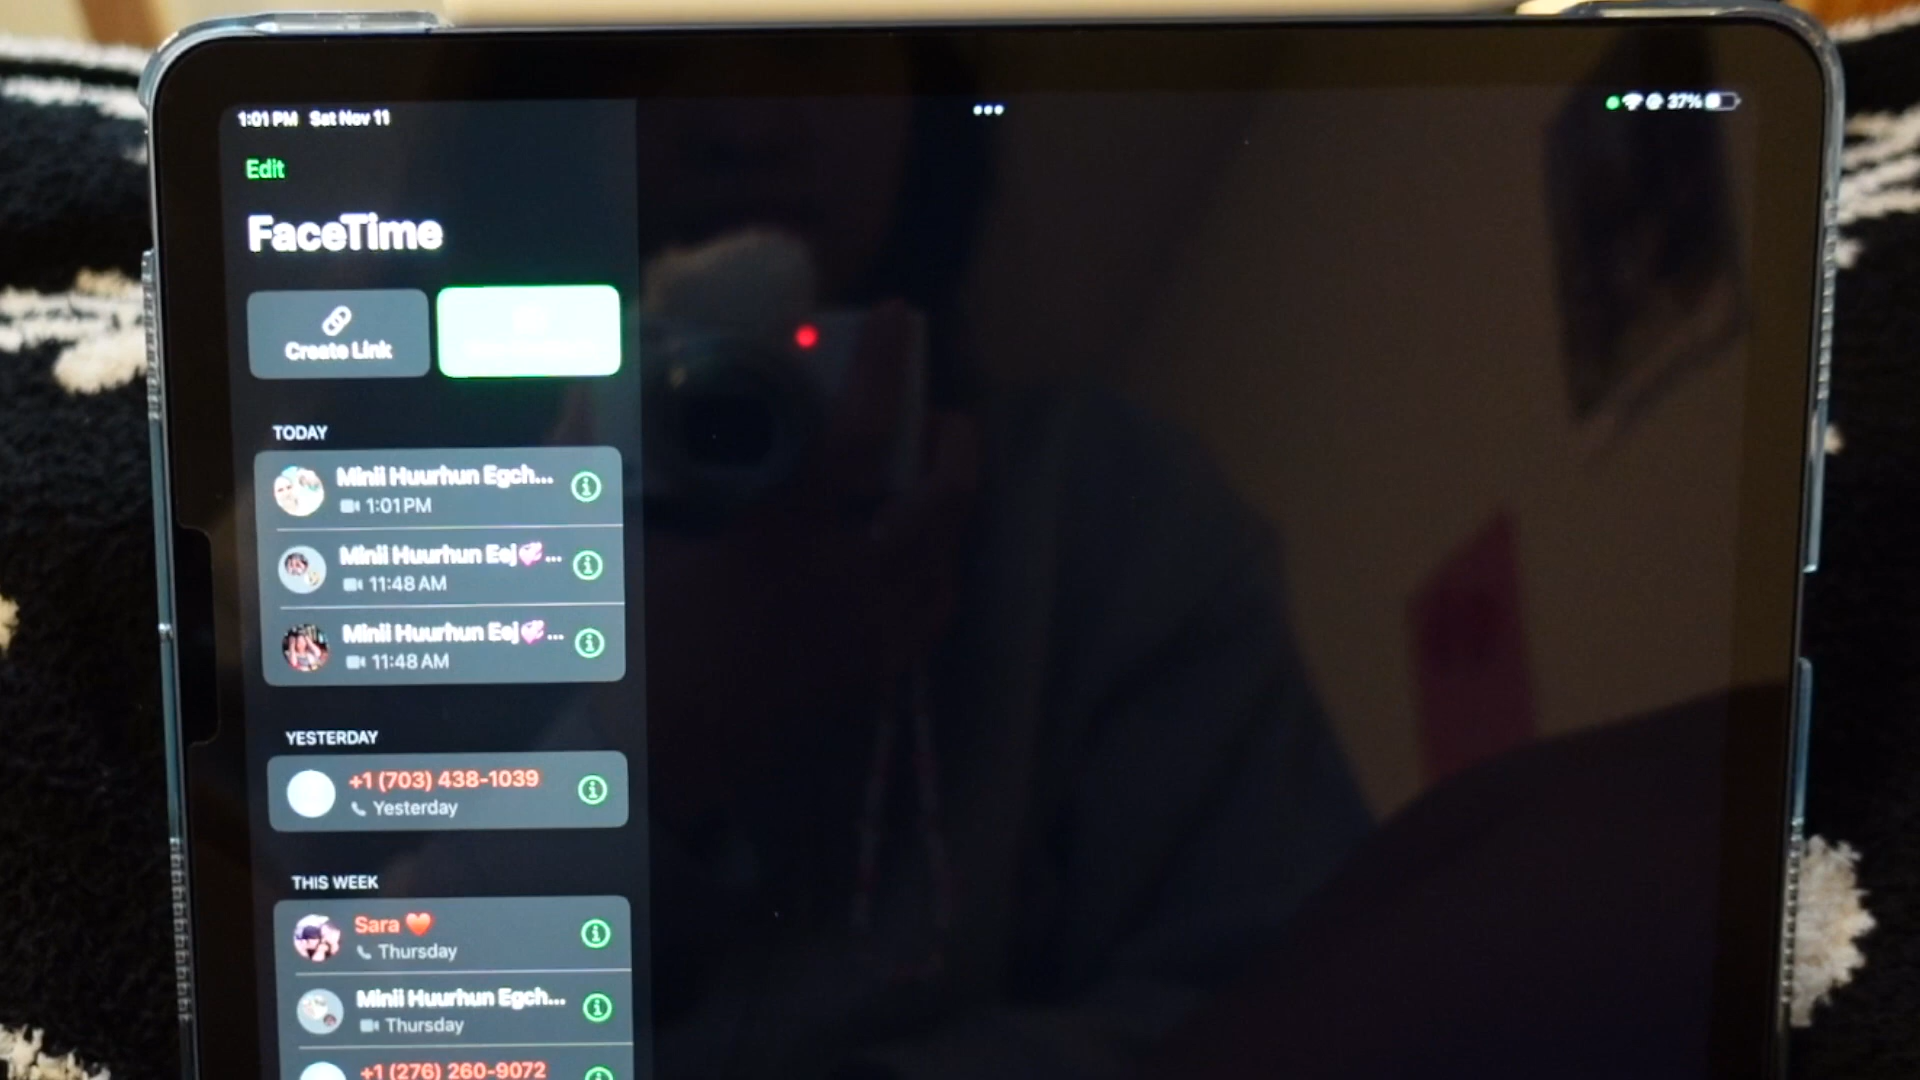 1:01 PM Sat Nov 11
37%
Edit
FaceTime
Create Link
TODAY
Minii Huurhun Egch...
1:01 PM
Minii Huurhun Eej💞...
11:48 AM
Minii Huurhun Eej💞...
11:48 AM
YESTERDAY
+1 (703) 438-1039
Yesterday
THIS WEEK
Sara ❤️
Thursday
Minii Huurhun Egch...
Thursday
+1 (276) 260-9072